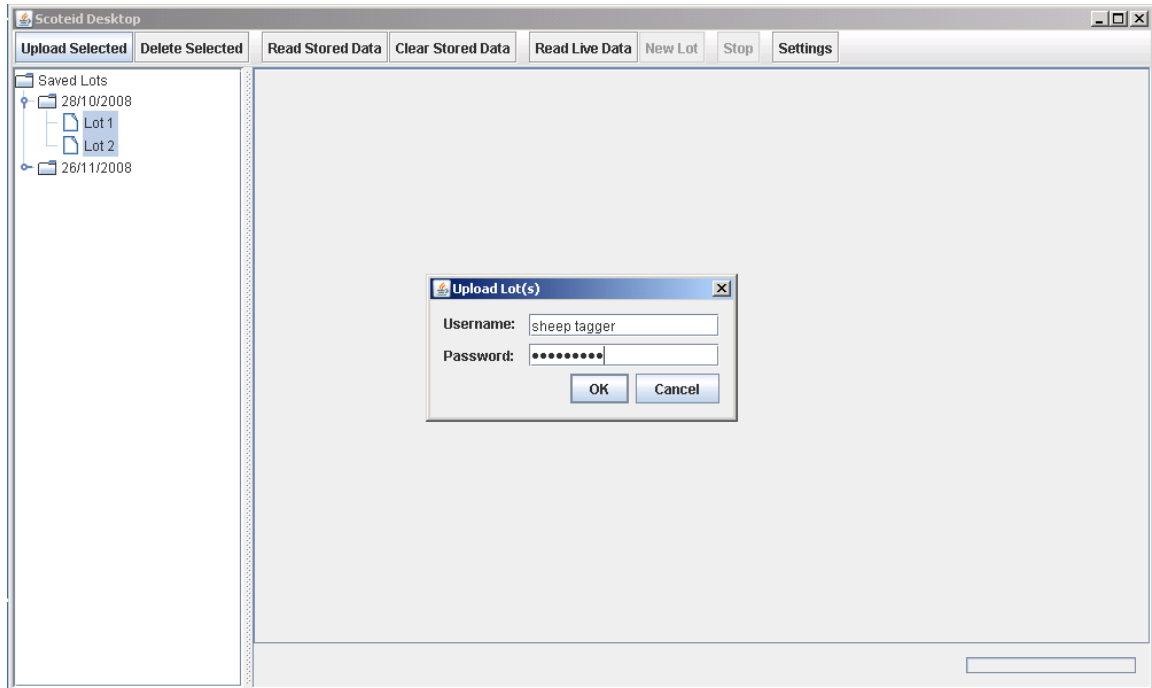 Scoteid Desktop
Upload Selected Delete Selected Read Stored Data Clear Stored Data Read Live Data New Lot Stop Settings
Saved Lots
28/10/2008
Lot 1
Lot 2
26/11/2008
Upload Lot(s)
Username: sheep tagger
Password: •••••••••
OK Cancel